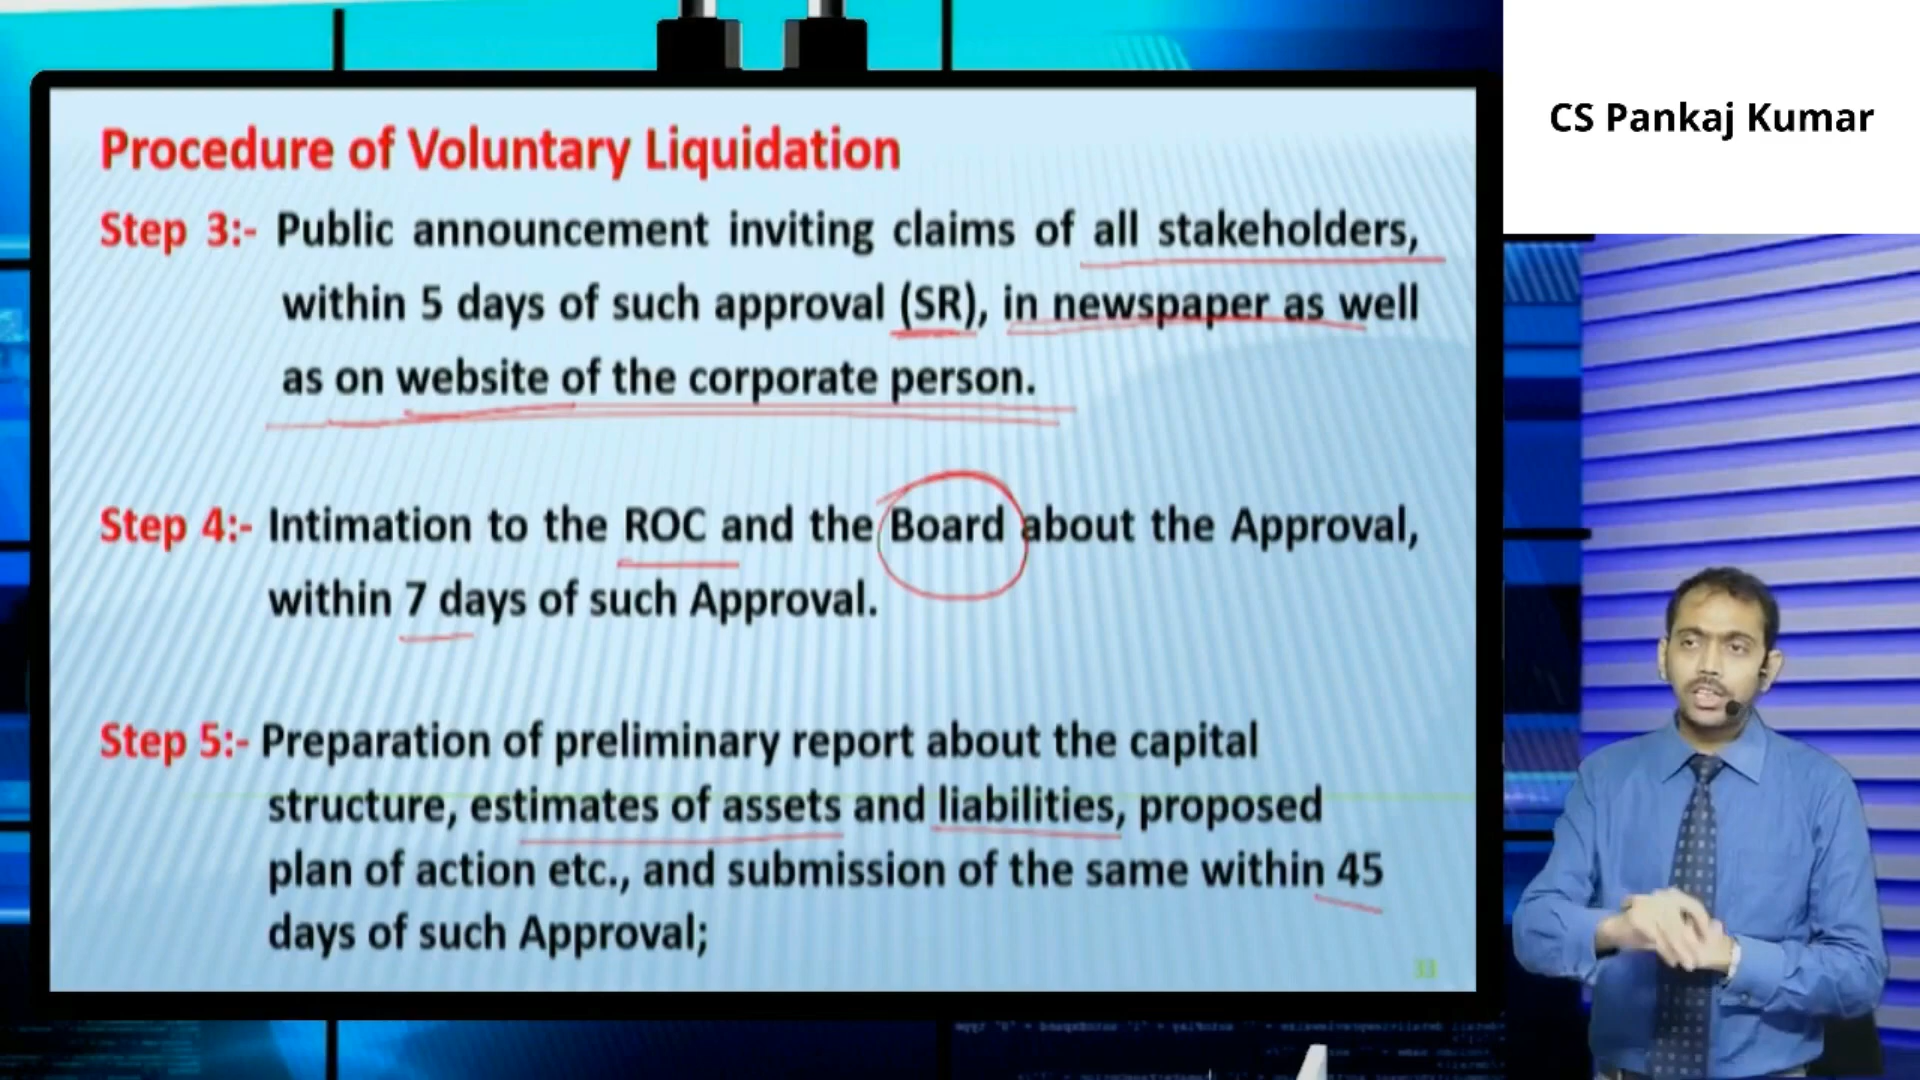 CS Pankaj Kumar
Procedure of Voluntary Liquidation
Step 3:- Public announcement inviting claims of all stakeholders,
within 5 days of such approval (SR), in newspaper as well
as on website of the corporate person.
Step 4:- Intimation to the ROC and the Board about the Approval,
within 7 days of such Approval.
Step 5:- Preparation of preliminary report about the capital
structure, estimates of assets and liabilities, proposed
plan of action etc., and submission of the same within 45
days of such Approval;
33